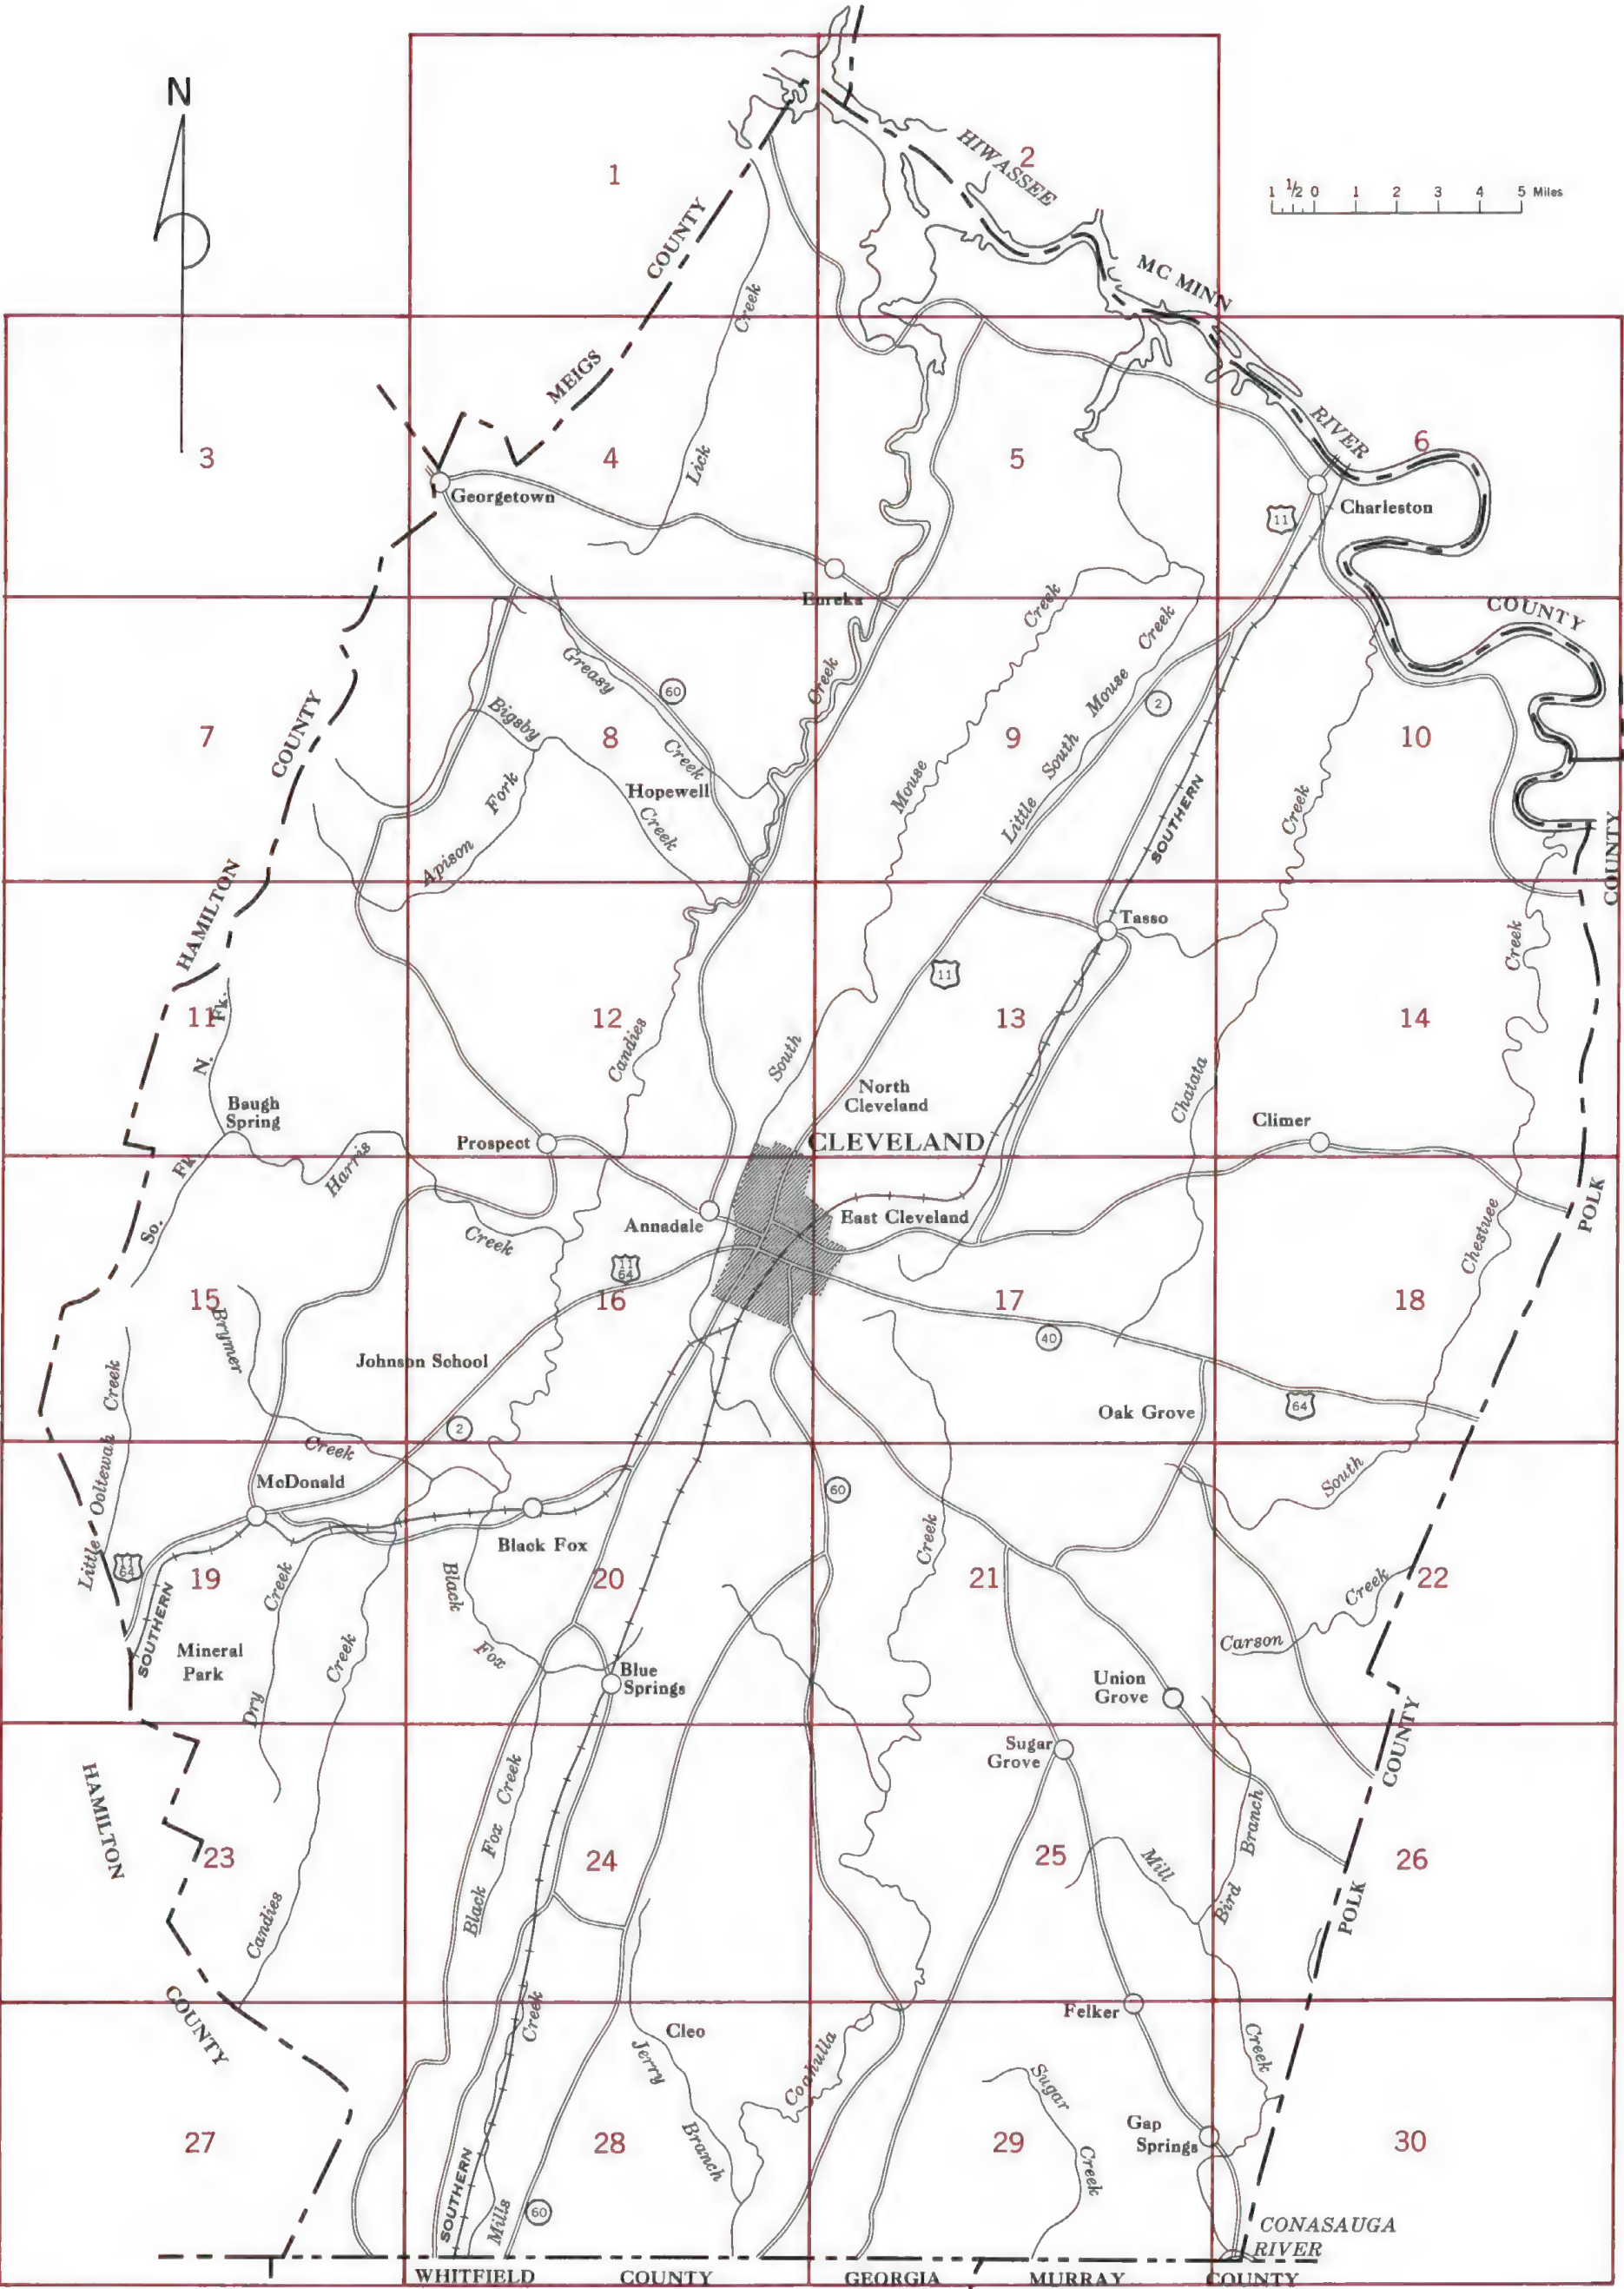 N
1
2
HIWASSEE
1 1/2 0 1 2 3 4 5 Miles
COUNTY
MC MINN
Creek
MEIGS
RIVER
3
4
5
6
Lick
Georgetown
Charleston
11
Eureka
Creek
Creek
COUNTY
Greasy
60
Creek
Mouse
2
Bigsby
COUNTY
7
8
9
10
South
Creek
Hopewell
Mouse
Fork
Creek
Little
SOUTHERN
Creek
COUNTY
Apison
HAMILTON
Tasso
Creek
11
Fk.
11
12
13
14
Candies
South
N.
Chatata
North
Cleveland
Baugh
Spring
Climer
Prospect
CLEVELAND
Harris
Fk.
So.
Annadale
East Cleveland
POLK
Creek
Chestuee
11
64
15
16
17
18
Brymer
40
Johnson School
Creek
64
Oak Grove
2
Creek
Ooltewah
McDonald
60
South
Black Fox
Creek
Little
11
64
19
20
21
22
Creek
Black
Creek
SOUTHERN
Carson
Mineral
Park
Creek
Fox
Blue
Springs
Union
Grove
Dry
COUNTY
Sugar
Grove
Creek
HAMILTON
Fox
Branch
23
24
25
26
Mill
Black
Bird
POLK
Candies
COUNTY
Creek
Felker
Cleo
Jerry
Coahulla
Creek
Sugar
Gap
Springs
27
28
29
30
Branch
Creek
SOUTHERN
Mills
60
CONASAUGA
RIVER
WHITFIELD COUNTY GEORGIA MURRAY COUNTY